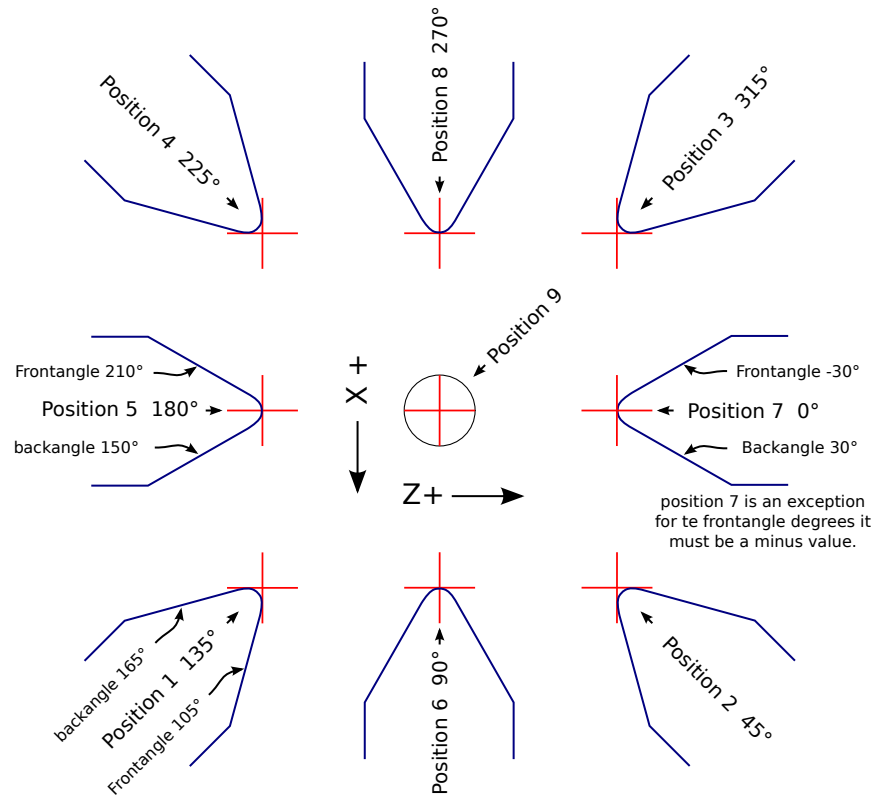 Position 4  225°
Position 8  270°
Position 3  315°
Position 9
Frontangle 210°
Position 5  180°
backangle 150°
X +
Z+
Frontangle -30°
Position 7  0°
Backangle 30°
position 7 is an exception
for te frontangle degrees it
must be a minus value.
backangle 165°
Position 1  135°
Frontangle 105°
Position 6  90°
Position 2  45°